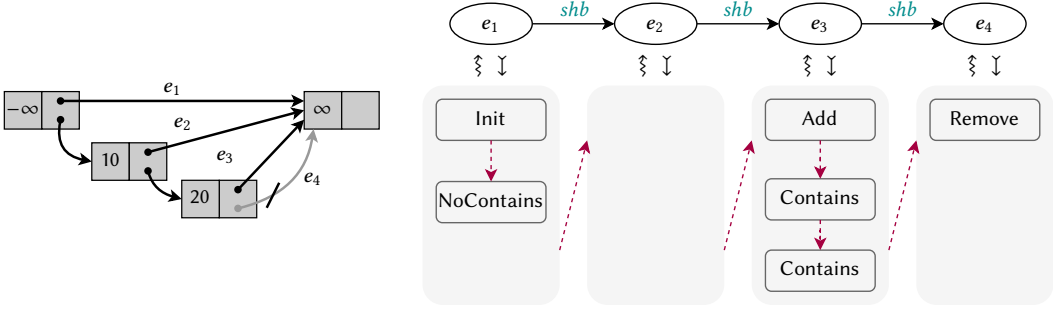 e1 shb e2 shb e3 shb e4
e1
−∞ ∞
e2
Init Add Remove
10 e3
e4
20
NoContains Contains
Contains